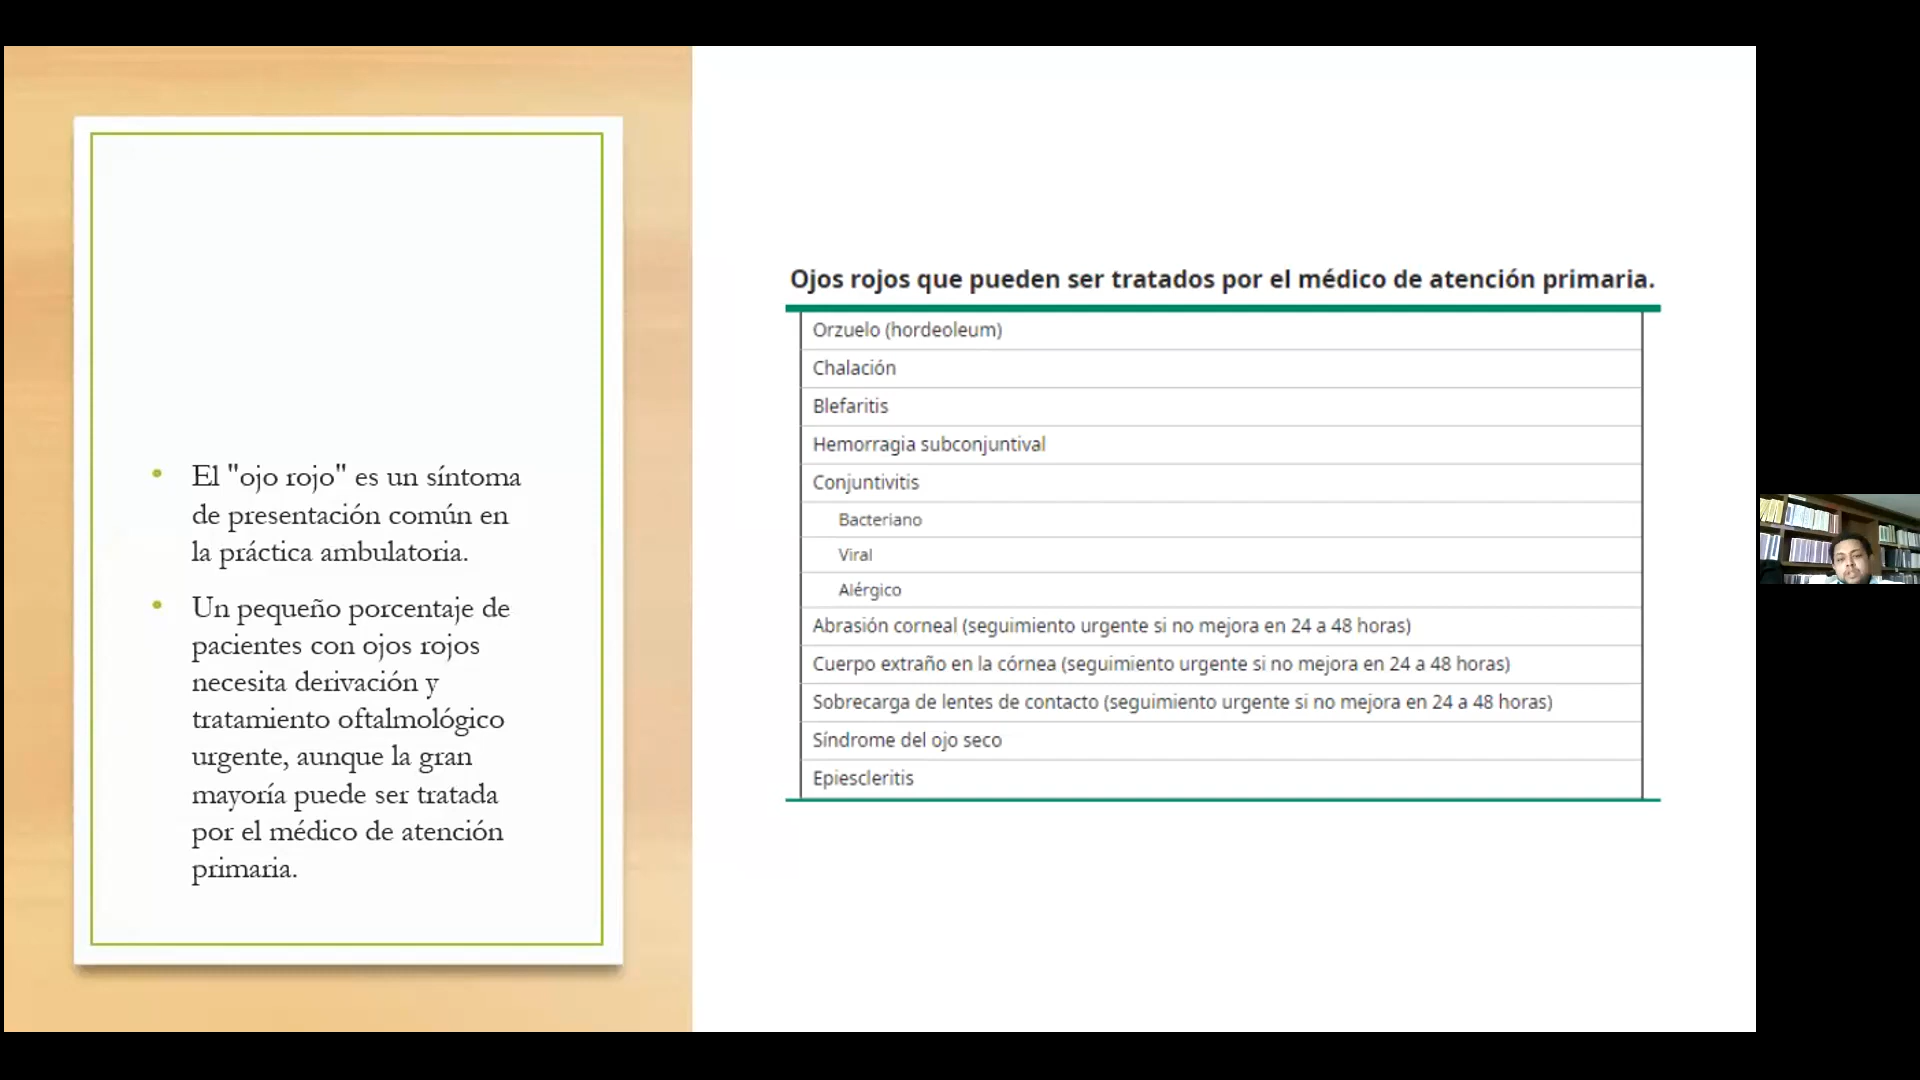 El "ojo rojo" es un síntoma
de presentación común en
la práctica ambulatoria.
Un pequeño porcentaje de
pacientes con ojos rojos
necesita derivación y
tratamiento oftalmológico
urgente, aunque la gran
mayoría puede ser tratada
por el médico de atención
primaria.
Ojos rojos que pueden ser tratados por el médico de atención primaria.
Orzuelo (hordeoleum)
Chalación
Blefaritis
Hemorragia subconjuntival
Conjuntivitis
Bacteriano
Viral
Alérgico
Abrasión corneal (seguimiento urgente si no mejora en 24 a 48 horas)
Cuerpo extraño en la córnea (seguimiento urgente si no mejora en 24 a 48 horas)
Sobrecarga de lentes de contacto (seguimiento urgente si no mejora en 24 a 48 horas)
Síndrome del ojo seco
Epiescleritis